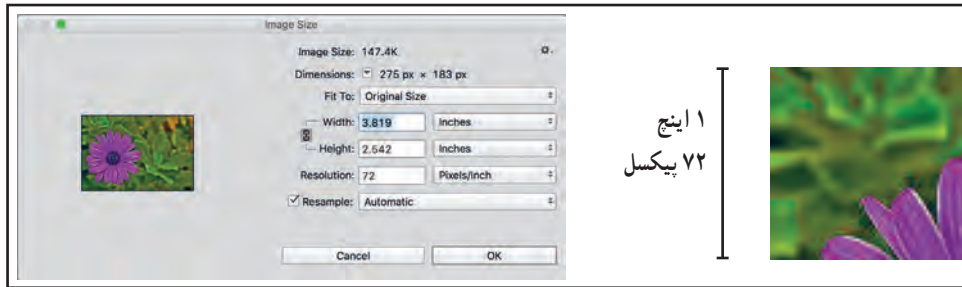 Image Size
Image Size: 147.4K
Dimensions: 275 px × 183 px
Fit To: Original Size
Width: 3.819 Inches
Height: 2.542 Inches
Resolution: 72 Pixels/Inch
Resample: Automatic
Cancel OK
۱ اینچ
۷۲ پیکسل